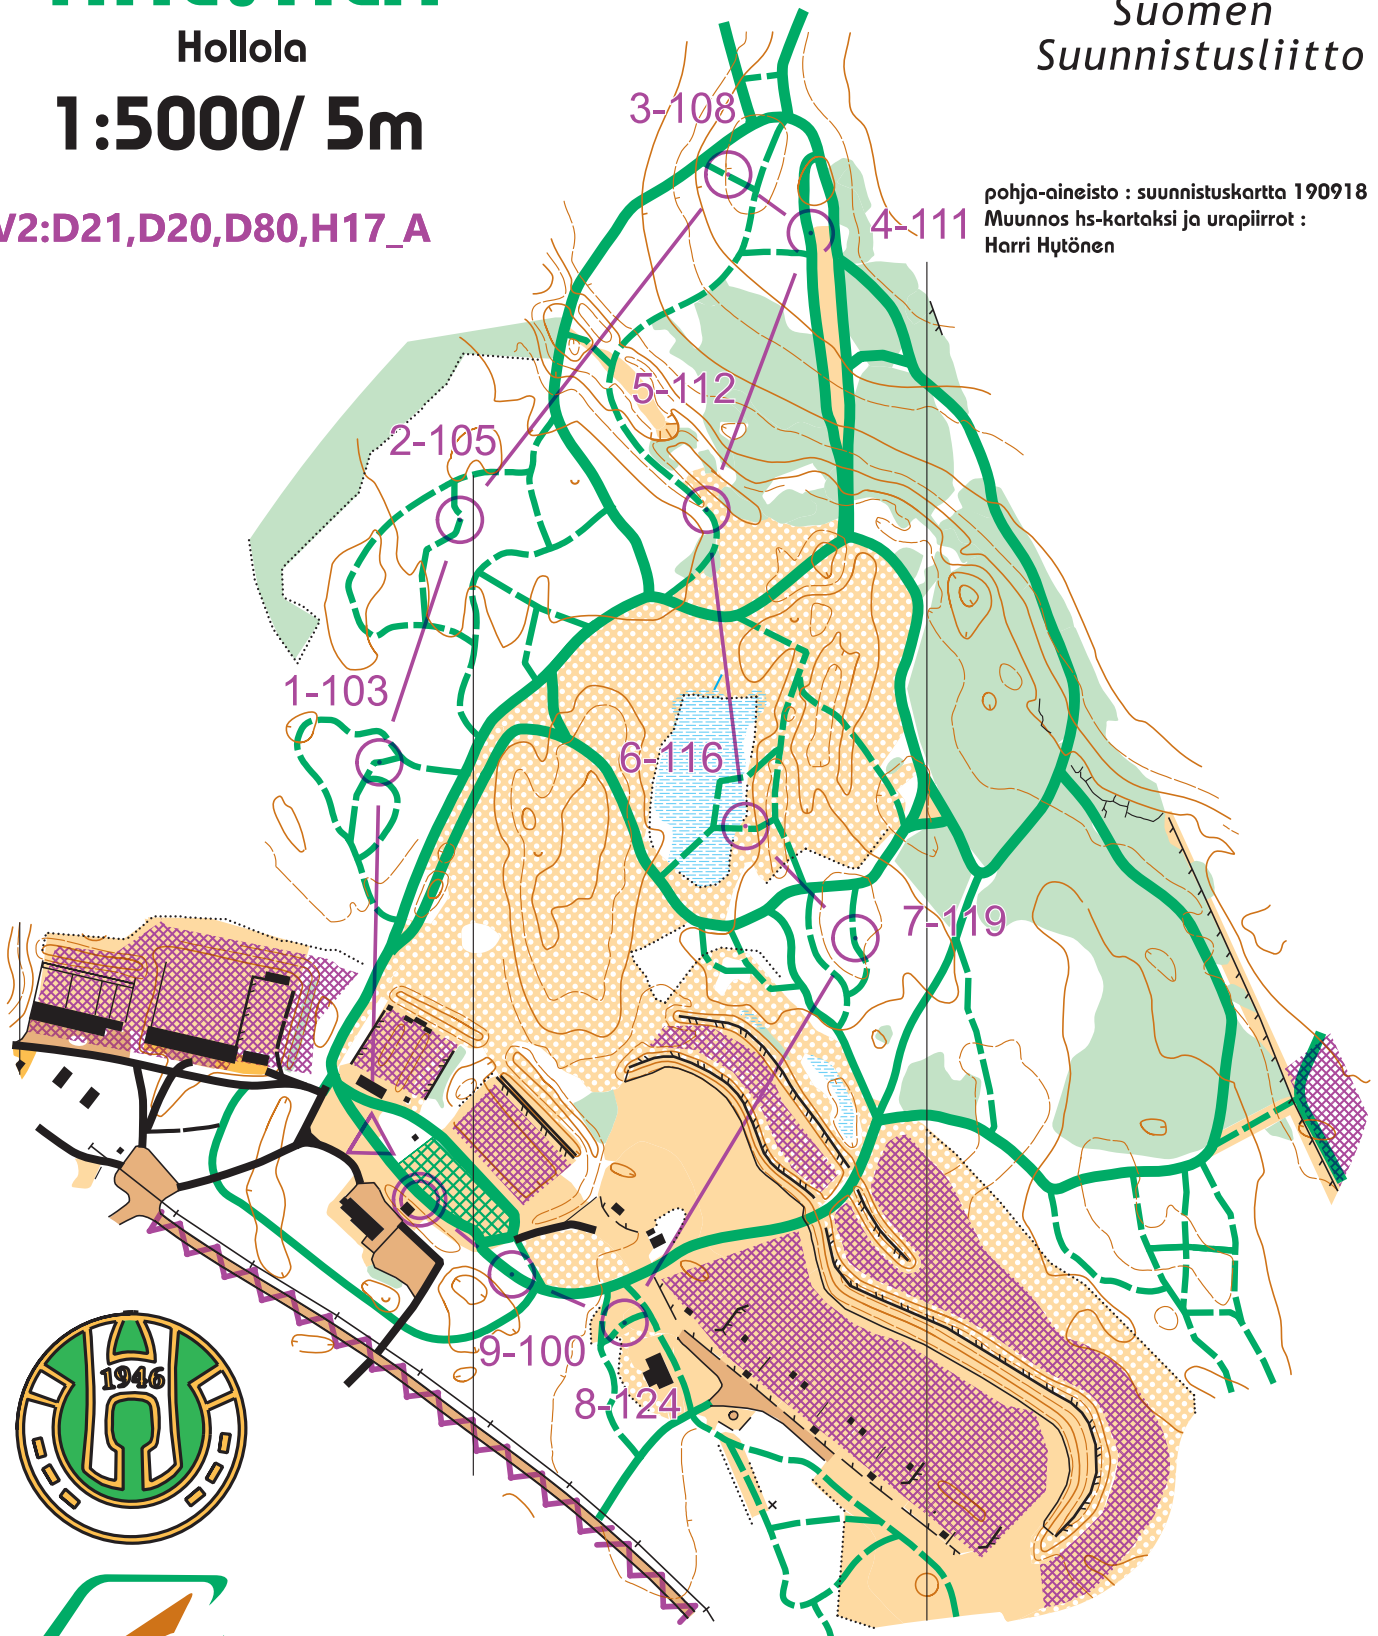 Hollola
1:5000/ 5m
V2:D21,D20,D80,H17_A
Suomen
Suunnistusliitto
pohja-aineisto : suunnistuskartta 190918
Muunnos hs-kartaksi ja urapiirrot :
Harri Hytönen
3-108
4-111
5-112
2-105
1-103
6-116
7-119
9-100
8-124
1946